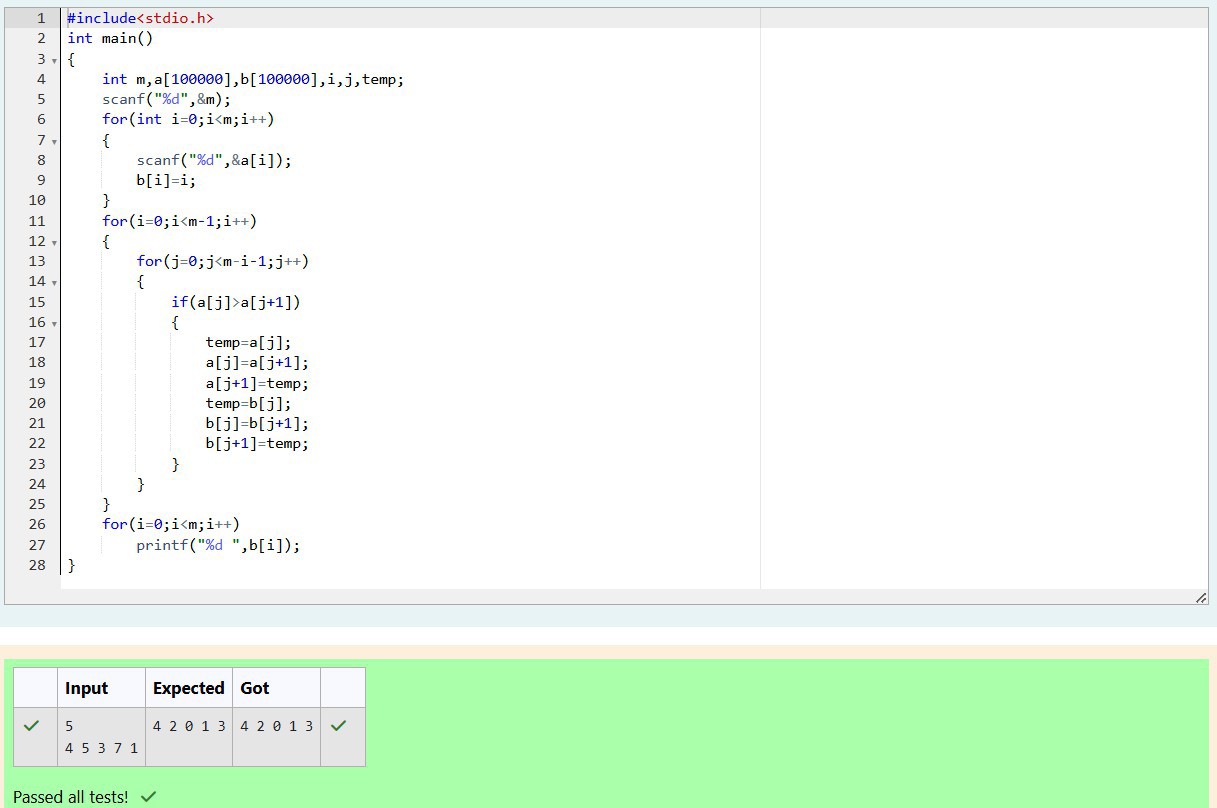 1 #include<stdio.h>
2 int main()
3 {
4     int m,a[100000],b[100000],i,j,temp;
5     scanf("%d",&m);
6     for(int i=0;i<m;i++)
7     {
8         scanf("%d",&a[i]);
9         b[i]=i;
10     }
11     for(i=0;i<m-1;i++)
12     {
13         for(j=0;j<m-i-1;j++)
14         {
15             if(a[j]>a[j+1])
16             {
17                 temp=a[j];
18                 a[j]=a[j+1];
19                 a[j+1]=temp;
20                 temp=b[j];
21                 b[j]=b[j+1];
22                 b[j+1]=temp;
23             }
24         }
25     }
26     for(i=0;i<m;i++)
27         printf("%d ",b[i]);
28 }
Input Expected Got
5 4 2 0 1 3 4 2 0 1 3
4 5 3 7 1
Passed all tests!